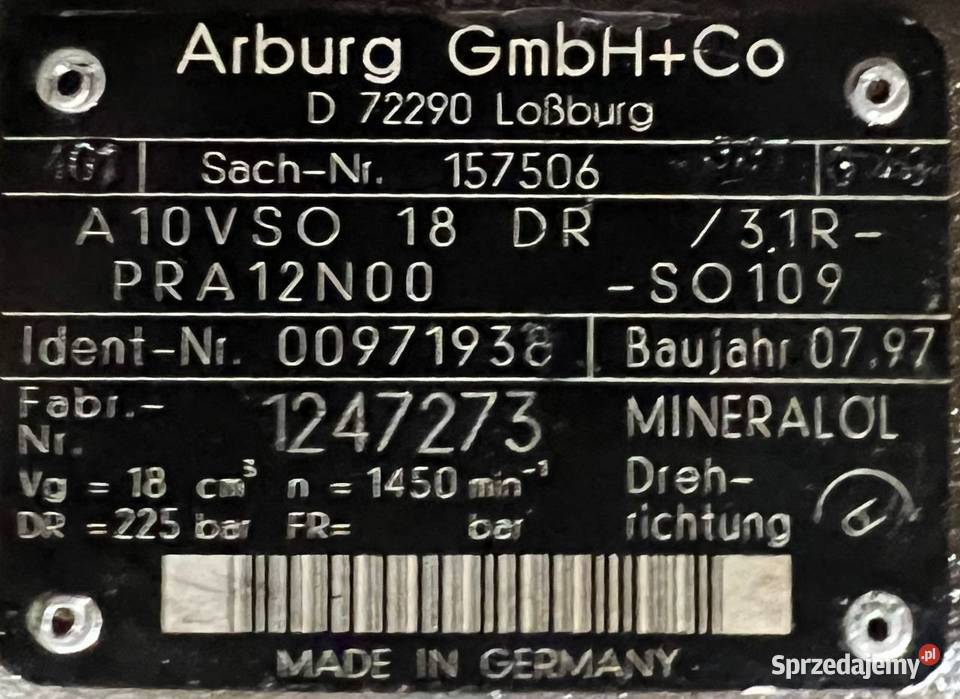 Arburg GmbH+Co
D 72290 Loßburg
Sach-Nr. 157506
A10VSO 18 DR /31R-
PRA12N00 -SO109
Ident-Nr. 00971938 Baujahr 07.97
Fabr.-
Nr. 1247273 MINERALÖL
Vg = 18 cm³ n = 1450 min⁻¹ Dreh-
DR = 225 bar FR= bar richtung
MADE IN GERMANY
Sprzedajemy.pl